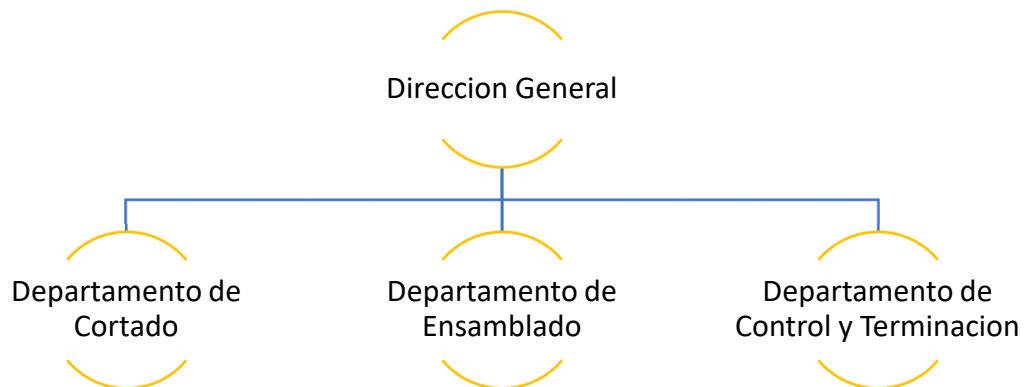 Direccion General
Departamento de
Cortado
Departamento de
Ensamblado
Departamento de
Control y Terminacion